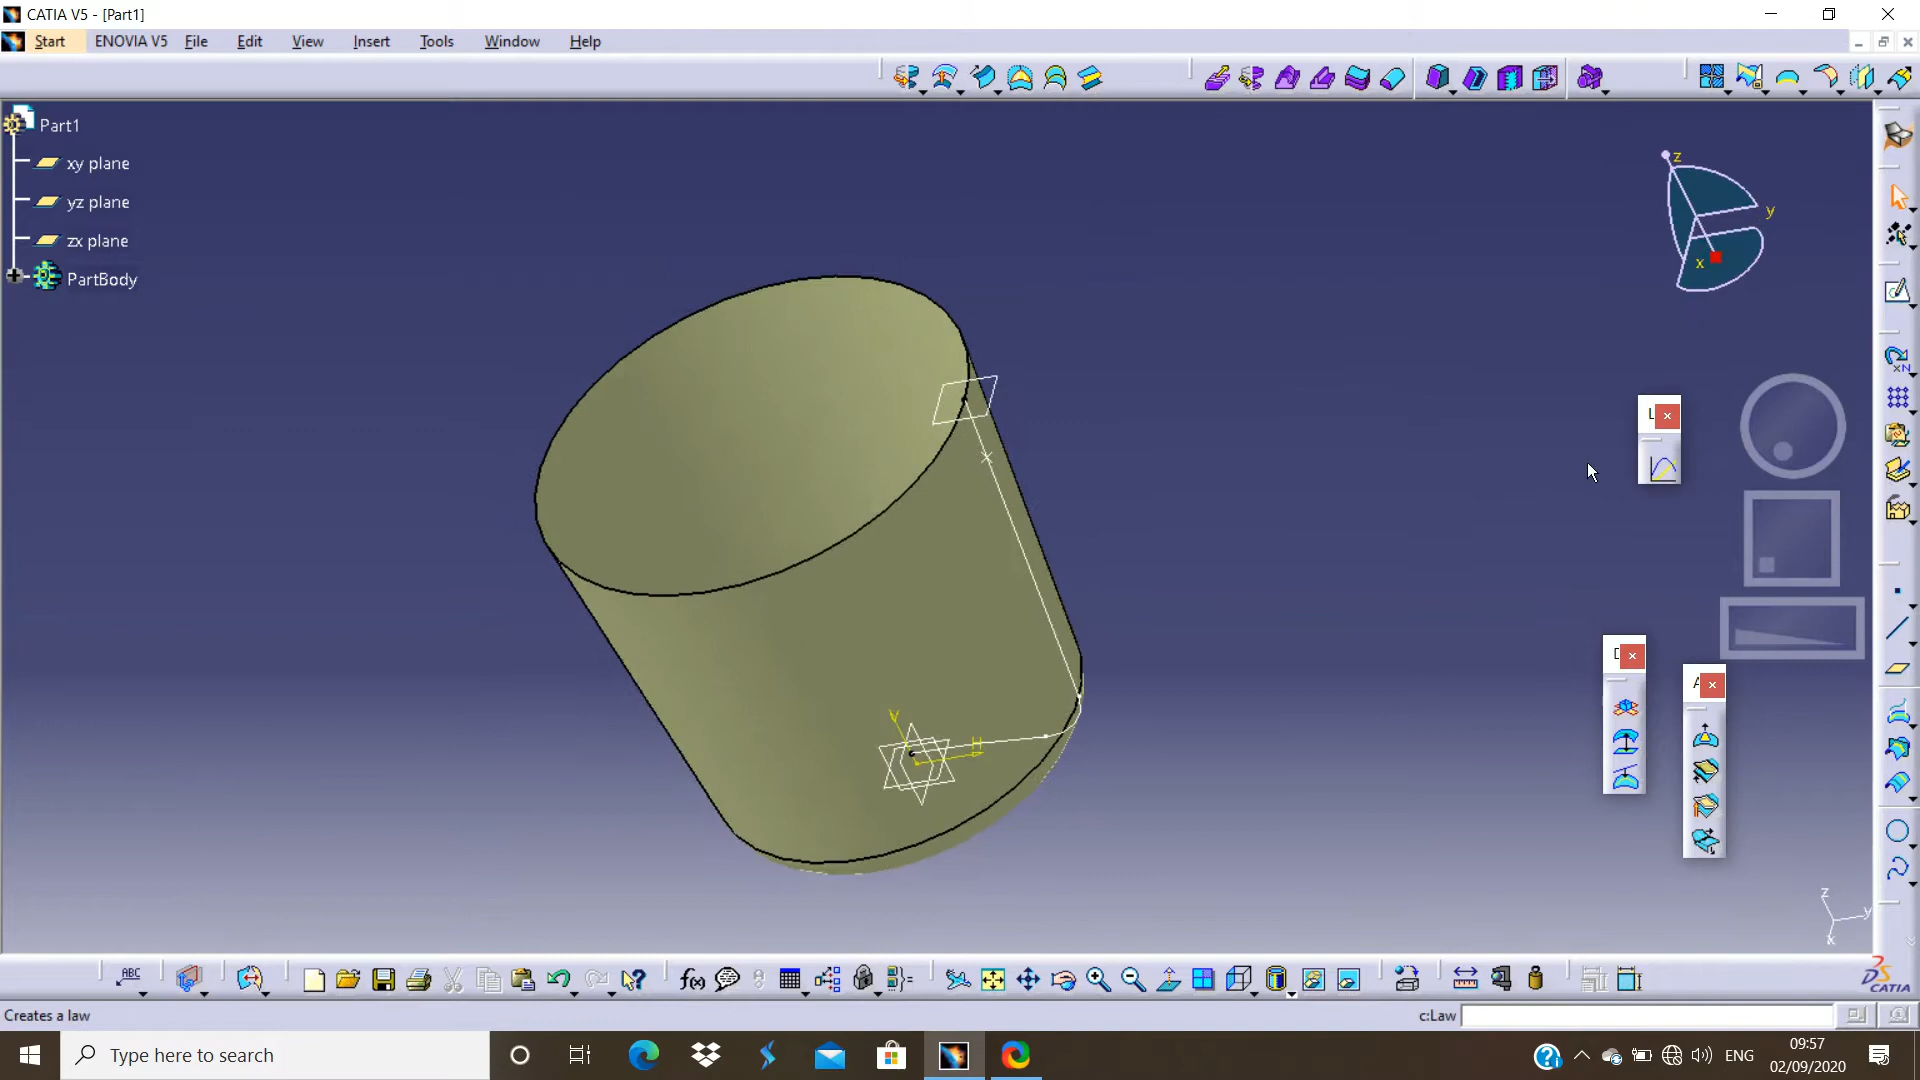 CATIA V5 - [Part1]
Start ENOVIA V5 File Edit View Insert Tools Window Help
Part1
xy plane
yz plane
zx plane
PartBody
z
y
x
L
V
H
D
A
z
y
x
ABC
f(x)
CATIA
Creates a law
c:Law
Type here to search
ENG
09:57
02/09/2020